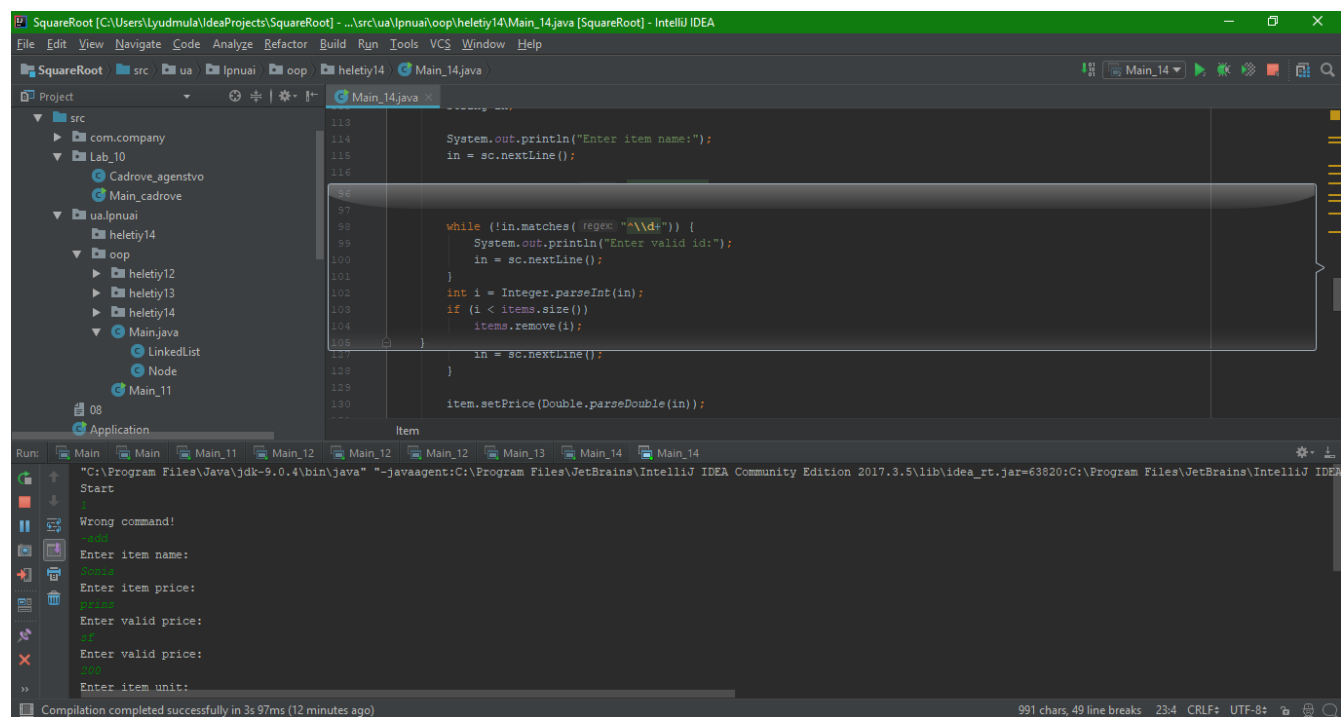 SquareRoot [C:\Users\Lyudmula\IdeaProjects\SquareRoot] - ...\src\ua\lpnuai\oop\heletiy14\Main_14.java [SquareRoot] - IntelliJ IDEA
File Edit View Navigate Code Analyze Refactor Build Run Tools VCS Window Help
SquareRoot src ua lpnuai oop heletiy14 Main_14.java Main_14
Project Main_14.java
src
com.company
Lab_10
Cadrove_agenstvo
Main_cadrove
ua.lpnuai
heletiy14
oop
heletiy12
heletiy13
heletiy14
Main.java
LinkedList
Node
Main_11
08
Application
113
114 System.out.println("Enter item name:");
115 in = sc.nextLine();
116
96
97
98 while (!in.matches( regex: "^\\d+")) {
99 System.out.println("Enter valid id:");
100 in = sc.nextLine();
101 }
102 int i = Integer.parseInt(in);
103 if (i < items.size())
104 items.remove(i);
105 }
127 in = sc.nextLine();
128 }
129
130 item.setPrice(Double.parseDouble(in));
Item
Run: Main Main Main_11 Main_12 Main_12 Main_12 Main_13 Main_14 Main_14
"C:\Program Files\Java\jdk-9.0.4\bin\java" "-javaagent:C:\Program Files\JetBrains\IntelliJ IDEA Community Edition 2017.3.5\lib\idea_rt.jar=63820:C:\Program Files\JetBrains\IntelliJ IDEA
Start
1
Wrong command!
-add
Enter item name:
Sonia
Enter item price:
prins
Enter valid price:
sf
Enter valid price:
200
Enter item unit:
Compilation completed successfully in 3s 97ms (12 minutes ago) 991 chars, 49 line breaks 23:4 CRLF UTF-8